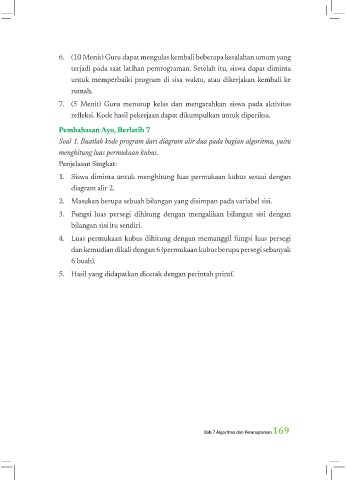 6. (10 Menit) Guru dapat mengulas kembali beberapa kesalahan umum yang
terjadi pada saat latihan pemrograman. Setelah itu, siswa dapat diminta
untuk memperbaiki program di sisa waktu, atau dikerjakan kembali ke
rumah.
7. (5 Menit) Guru menutup kelas dan mengarahkan siswa pada aktivitas
refleksi. Kode hasil pekerjaan dapat dikumpulkan untuk diperiksa.
Pembahasan Ayo, Berlatih 7
Soal 1. Buatlah kode program dari diagram alir dua pada bagian algoritma, yaitu
menghitung luas permukaan kubus.
Penjelasan Singkat:
1. Siswa diminta untuk menghitung luas permukaan kubus sesuai dengan
diagram alir 2.
2. Masukan berupa sebuah bilangan yang disimpan pada variabel sisi.
3. Fungsi luas persegi dihitung dengan mengalikan bilangan sisi dengan
bilangan sisi itu sendiri.
4. Luas permukaan kubus dihitung dengan memanggil fungsi luas persegi
dan kemudian dikali dengan 6 (permukaan kubus berupa persegi sebanyak
6 buah).
5. Hasil yang didapatkan dicetak dengan perintah printf.
Bab 7 Algoritma dan Pemrograman 169